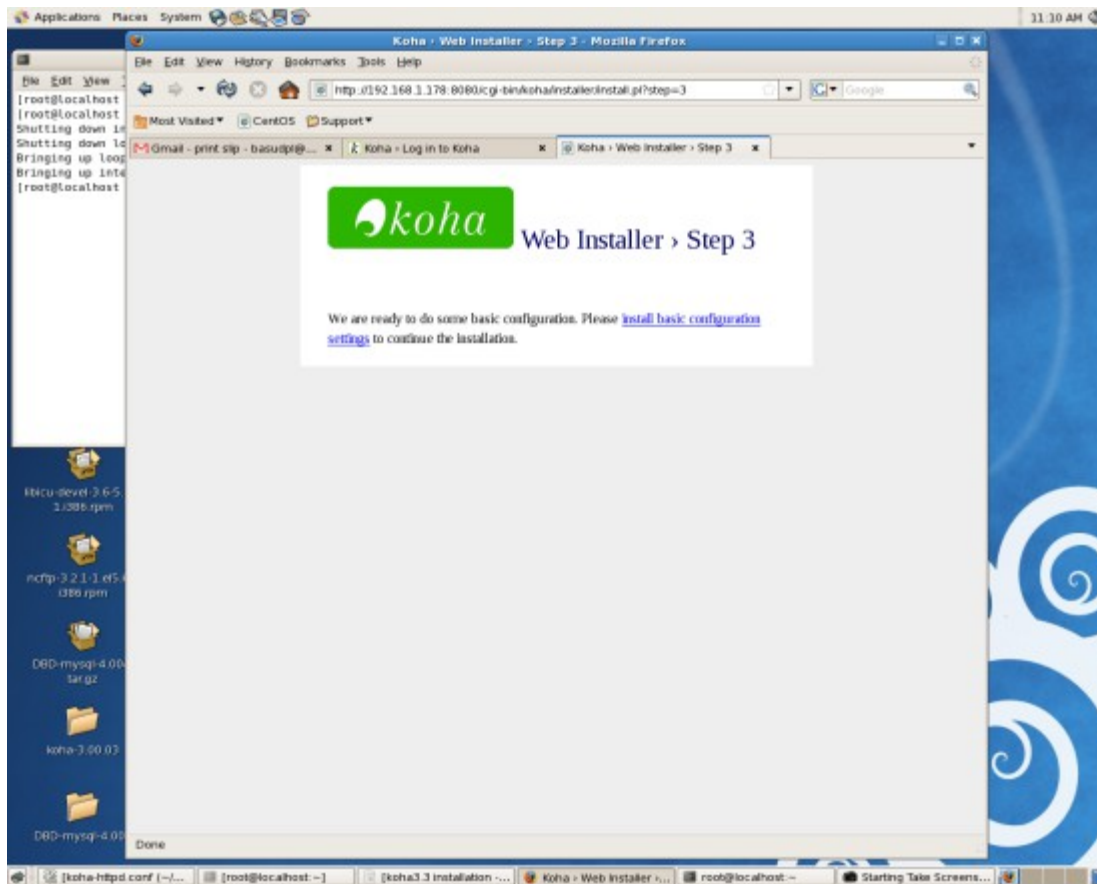 Applications Places System
11:10 AM
Koha › Web Installer › Step 3 - Mozilla Firefox
File Edit View History Bookmarks Tools Help
http://192.168.1.178:8080/cgi-bin/koha/installer/install.pl?step=3
Google
Most Visited CentOS Support
Gmail - print slip - basudpl@... Koha › Log in to Koha Koha › Web Installer › Step 3
File Edit View
[root@localhost
[root@localhost
Shutting down in
Shutting down lo
Bringing up loop
Bringing up inte
[root@localhost
koha
Web Installer › Step 3
We are ready to do some basic configuration. Please install basic configuration
settings to continue the installation.
libicu-devel-3.6-5.
1.i386.rpm
ncftp-3.2.1-1.el5.
i386.rpm
DBD-mysql-4.00
tar.gz
koha-3.00.03
DBD-mysql-4.00
Done
[koha-httpd.conf (~/... [root@localhost:~] [koha3.3 installation -... Koha › Web Installer ›... root@localhost:~ Starting Take Screens...